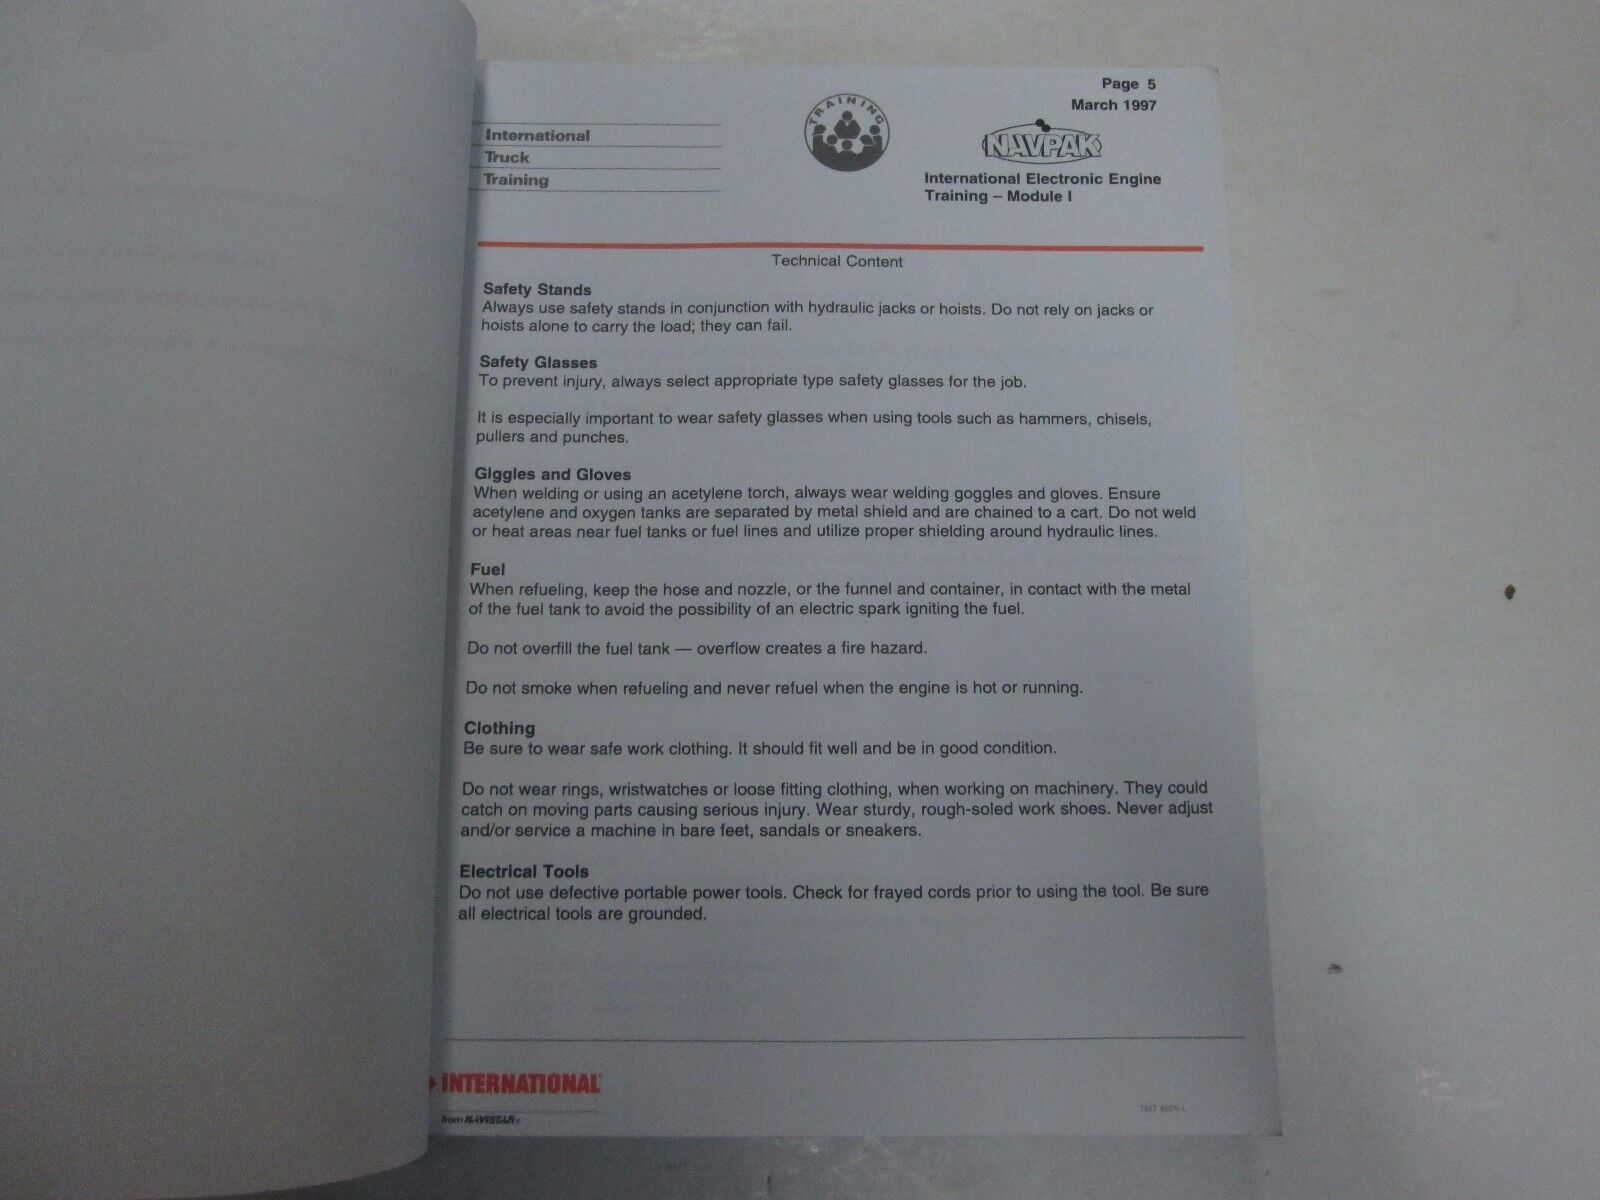 Page 5
March 1997
International
Truck
Training
TRAINING
NAVPAK
International Electronic Engine
Training – Module I
Technical Content
Safety Stands
Always use safety stands in conjunction with hydraulic jacks or hoists. Do not rely on jacks or
hoists alone to carry the load; they can fail.
Safety Glasses
To prevent injury, always select appropriate type safety glasses for the job.
It is especially important to wear safety glasses when using tools such as hammers, chisels,
pullers and punches.
Giggles and Gloves
When welding or using an acetylene torch, always wear welding goggles and gloves. Ensure
acetylene and oxygen tanks are separated by metal shield and are chained to a cart. Do not weld
or heat areas near fuel tanks or fuel lines and utilize proper shielding around hydraulic lines.
Fuel
When refueling, keep the hose and nozzle, or the funnel and container, in contact with the metal
of the fuel tank to avoid the possibility of an electric spark igniting the fuel.
Do not overfill the fuel tank — overflow creates a fire hazard.
Do not smoke when refueling and never refuel when the engine is hot or running.
Clothing
Be sure to wear safe work clothing. It should fit well and be in good condition.
Do not wear rings, wristwatches or loose fitting clothing, when working on machinery. They could
catch on moving parts causing serious injury. Wear sturdy, rough-soled work shoes. Never adjust
and/or service a machine in bare feet, sandals or sneakers.
Electrical Tools
Do not use defective portable power tools. Check for frayed cords prior to using the tool. Be sure
all electrical tools are grounded.
INTERNATIONAL
from NAVISTAR
TMT